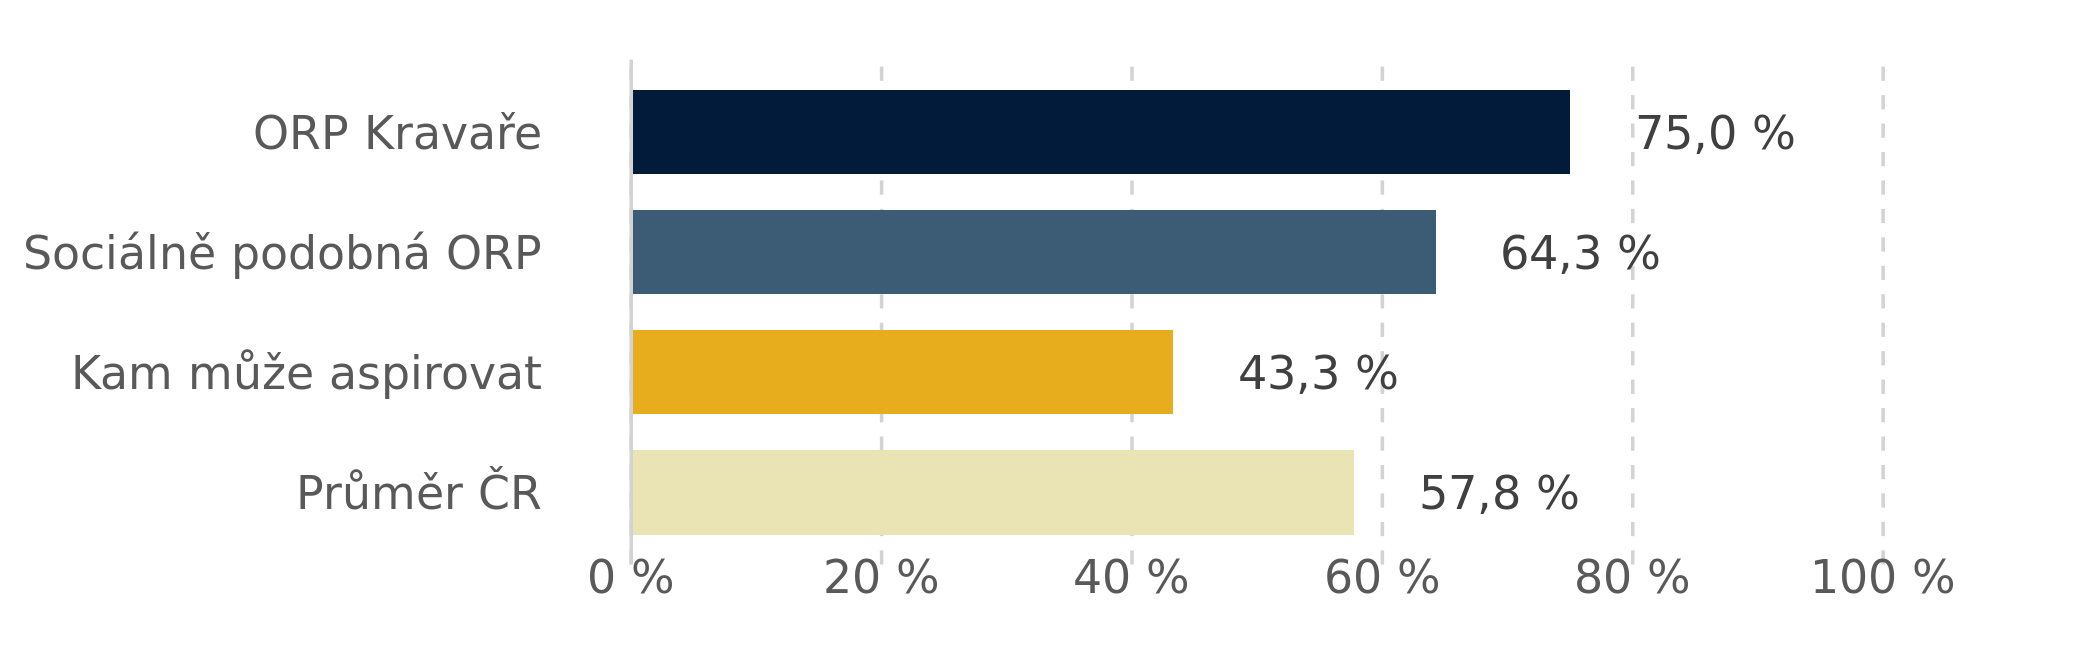 ORP Kravaře
75,0 %
Sociálně podobná ORP
64,3 %
Kam může aspirovat
43,3 %
Průměr ČR
57,8 %
0 %
20 %
40 %
60 %
80 %
100 %